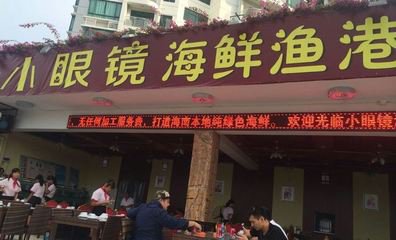 小眼镜海鲜渔港
、无任何加工服务费，打造海南本地纯绿色海鲜。欢迎光临小眼镜